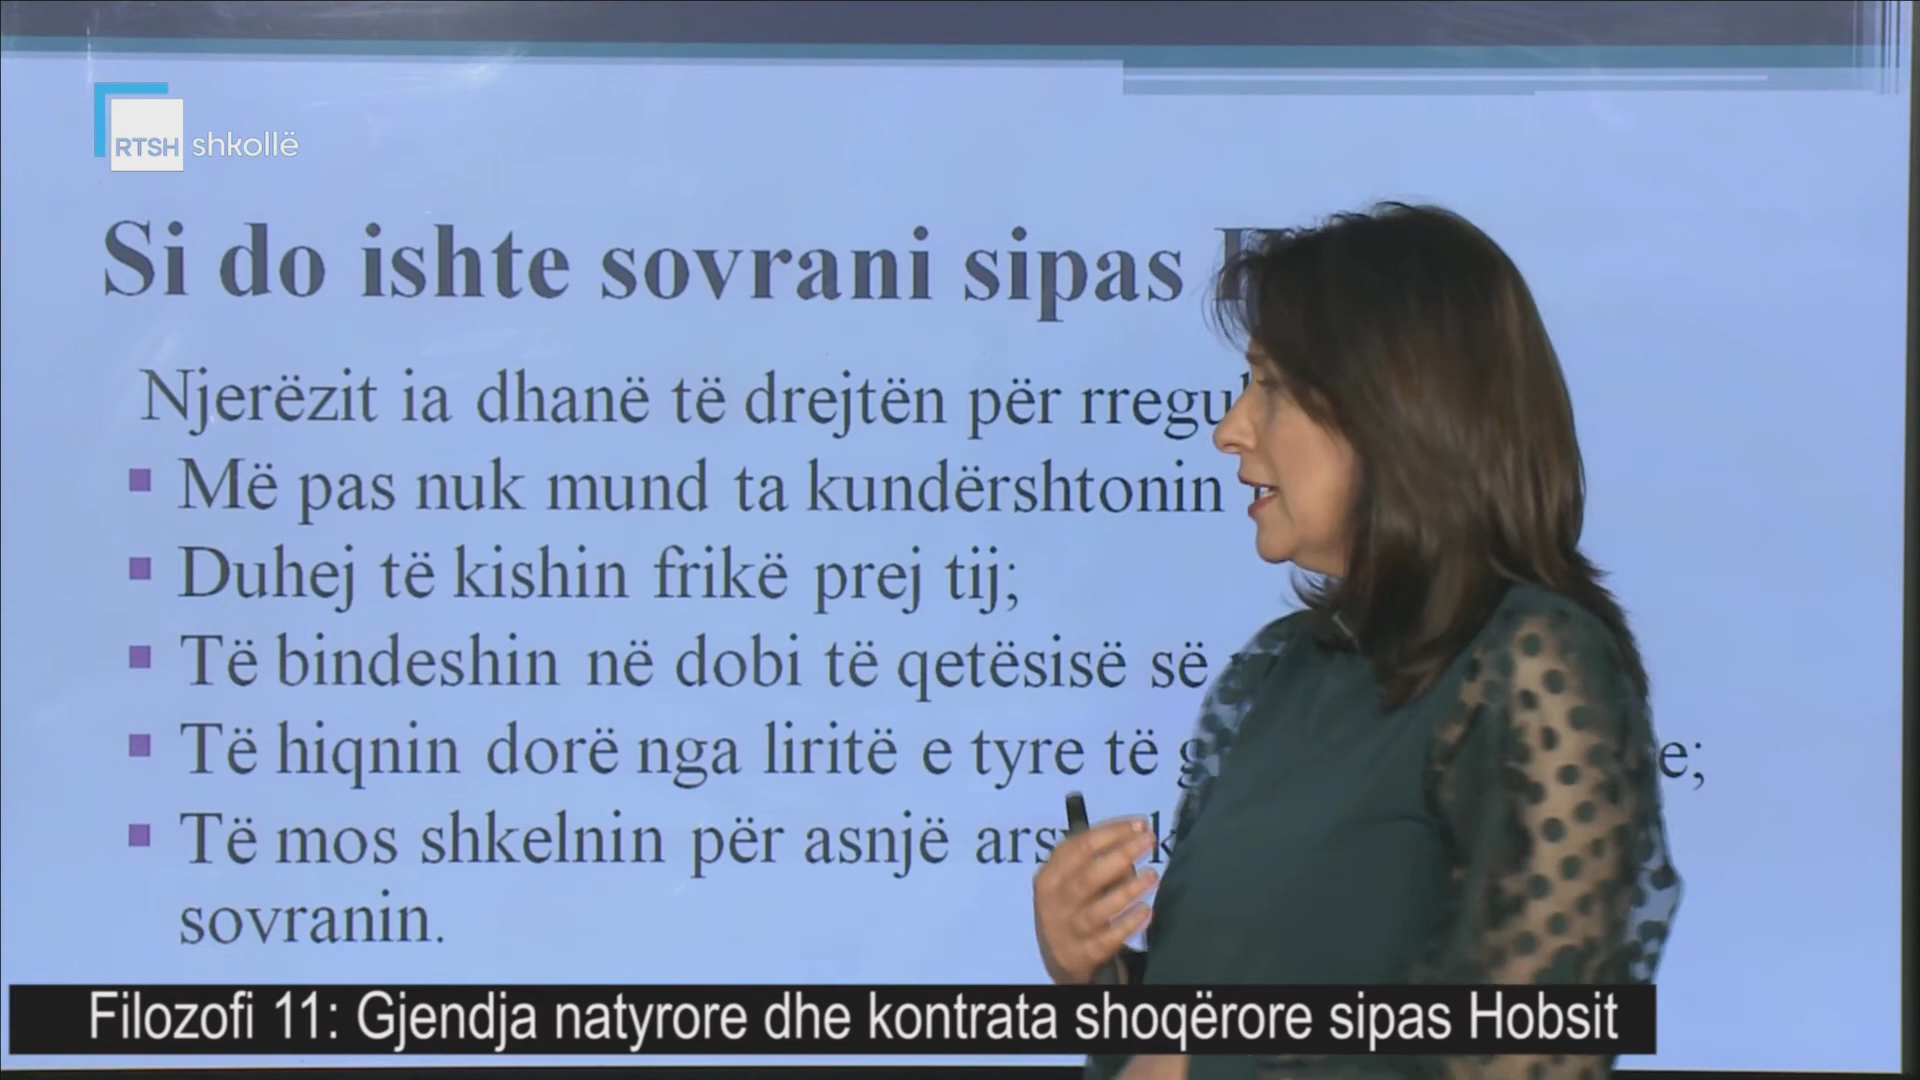 RTSH shkollë
Si do ishte sovrani sipas
Njerëzit ia dhanë të drejtën për
Më pas nuk mund ta kundërshtonin
Duhej të kishin frikë prej tij;
Të bindeshin në dobi të qetësisë së
Të hiqnin dorë nga liritë e tyre të
Të mos shkelnin për asnjë
sovranin.
Filozofi 11: Gjendja natyrore dhe kontrata shoqërore sipas Hobsit